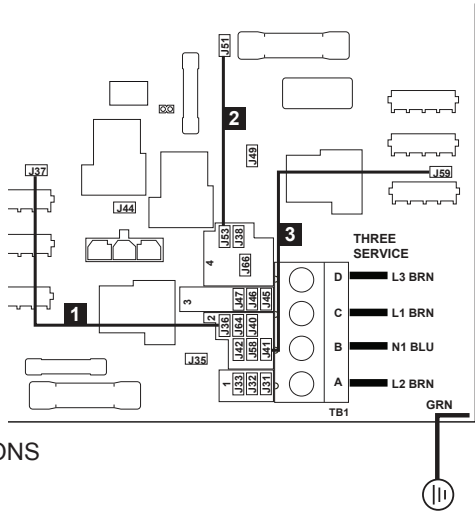 J51
2
J49
J37
J59
J44
J53
J38
3
THREE
SERVICE
4
J66
D
L3 BRN
3
J47
J46
J45
C
L1 BRN
1
2
J36
J64
J40
J42
J58
J41
B
N1 BLU
J35
1
J33
J32
J31
A
L2 BRN
TB1
GRN
ONS